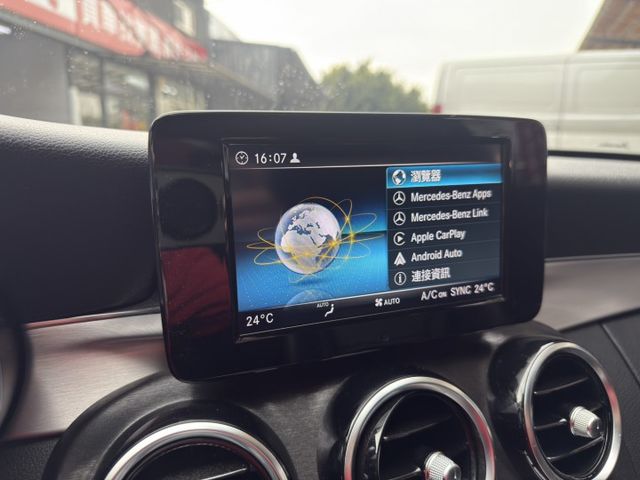 16:07
瀏覽器
Mercedes-Benz Apps
Mercedes-Benz Link
Apple CarPlay
Android Auto
連接資訊
24°C
AUTO
AUTO
A/C ON SYNC 24°C